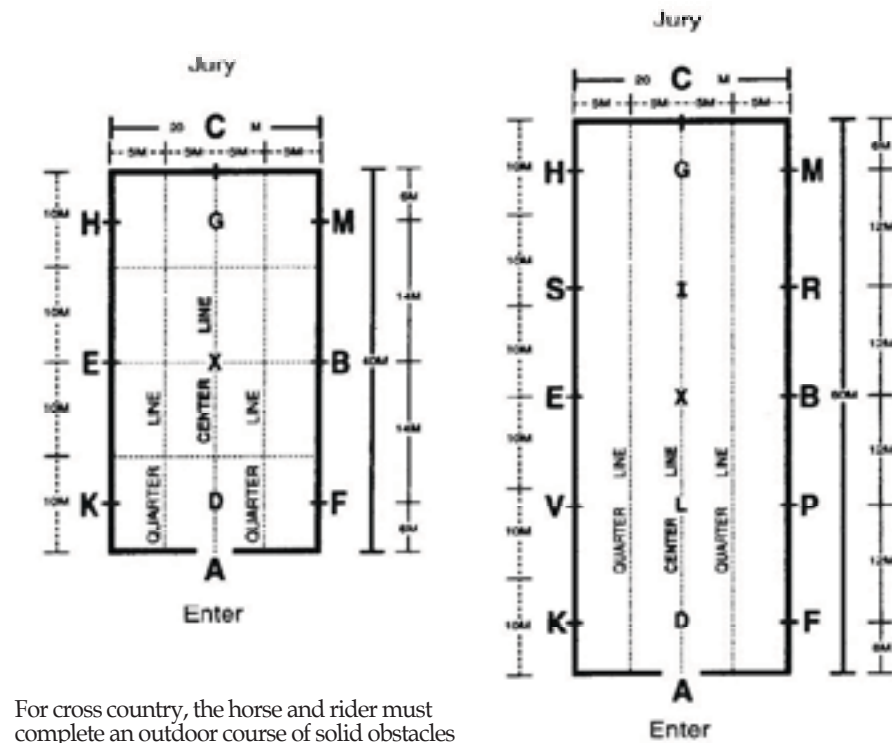 Jury
20 C M
5M 5M 5M 5M
H G M
10M
6M
10M
LINE
14M
E X B
40M
10M
LINE
CENTER
LINE
14M
QUARTER
QUARTER
K D F
10M
6M
A
Enter
Jury
20 C M
5M 5M 5M 5M
6M
10M
H G M
10M
12M
S I R
10M
12M
E X B
60M
10M
LINE
LINE
LINE
12M
V L P
QUARTER
CENTER
QUARTER
10M
12M
K D F
10M
A
Enter
For cross country, the horse and rider must
complete an outdoor course of solid obstacles